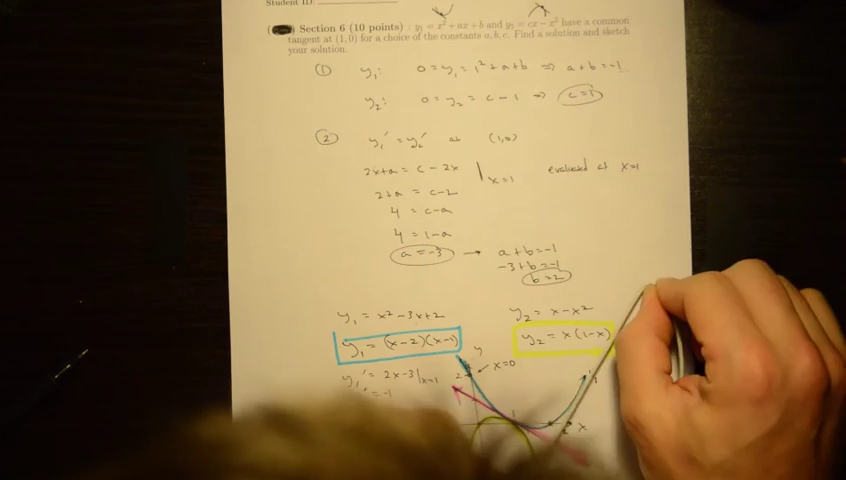 Student ID:
Section 6 (10 points) : y₁ = x² + ax + b and y₂ = cx − x² have a common
tangent at (1, 0) for a choice of the constants a, b, c. Find a solution and sketch
your solution.
① y₁: 0 = y₁ = 1² + a + b ⇒ a + b = −1
y₂: 0 = y₂ = c − 1 ⇒ c = 1
② y₁' = y₂' at (1,0)
2x + a = c − 2x |x=1 evaluated at x=1
2 + a = c − 2
4 = c − a
4 = 1 − a
a = −3 → a + b = −1
−3 + b = −1
b = 2
y₁ = x² − 3x + 2 y₂ = x − x²
y₁ = (x−2)(x−1) y₂ = x(1−x)
y₁' = 2x − 3 |x=1
= −1
y
x=0
2
1
x
y₁